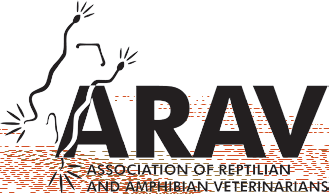 ARAV
ASSOCIATION OF REPTILIAN
AND AMPHIBIAN VETERINARIANS